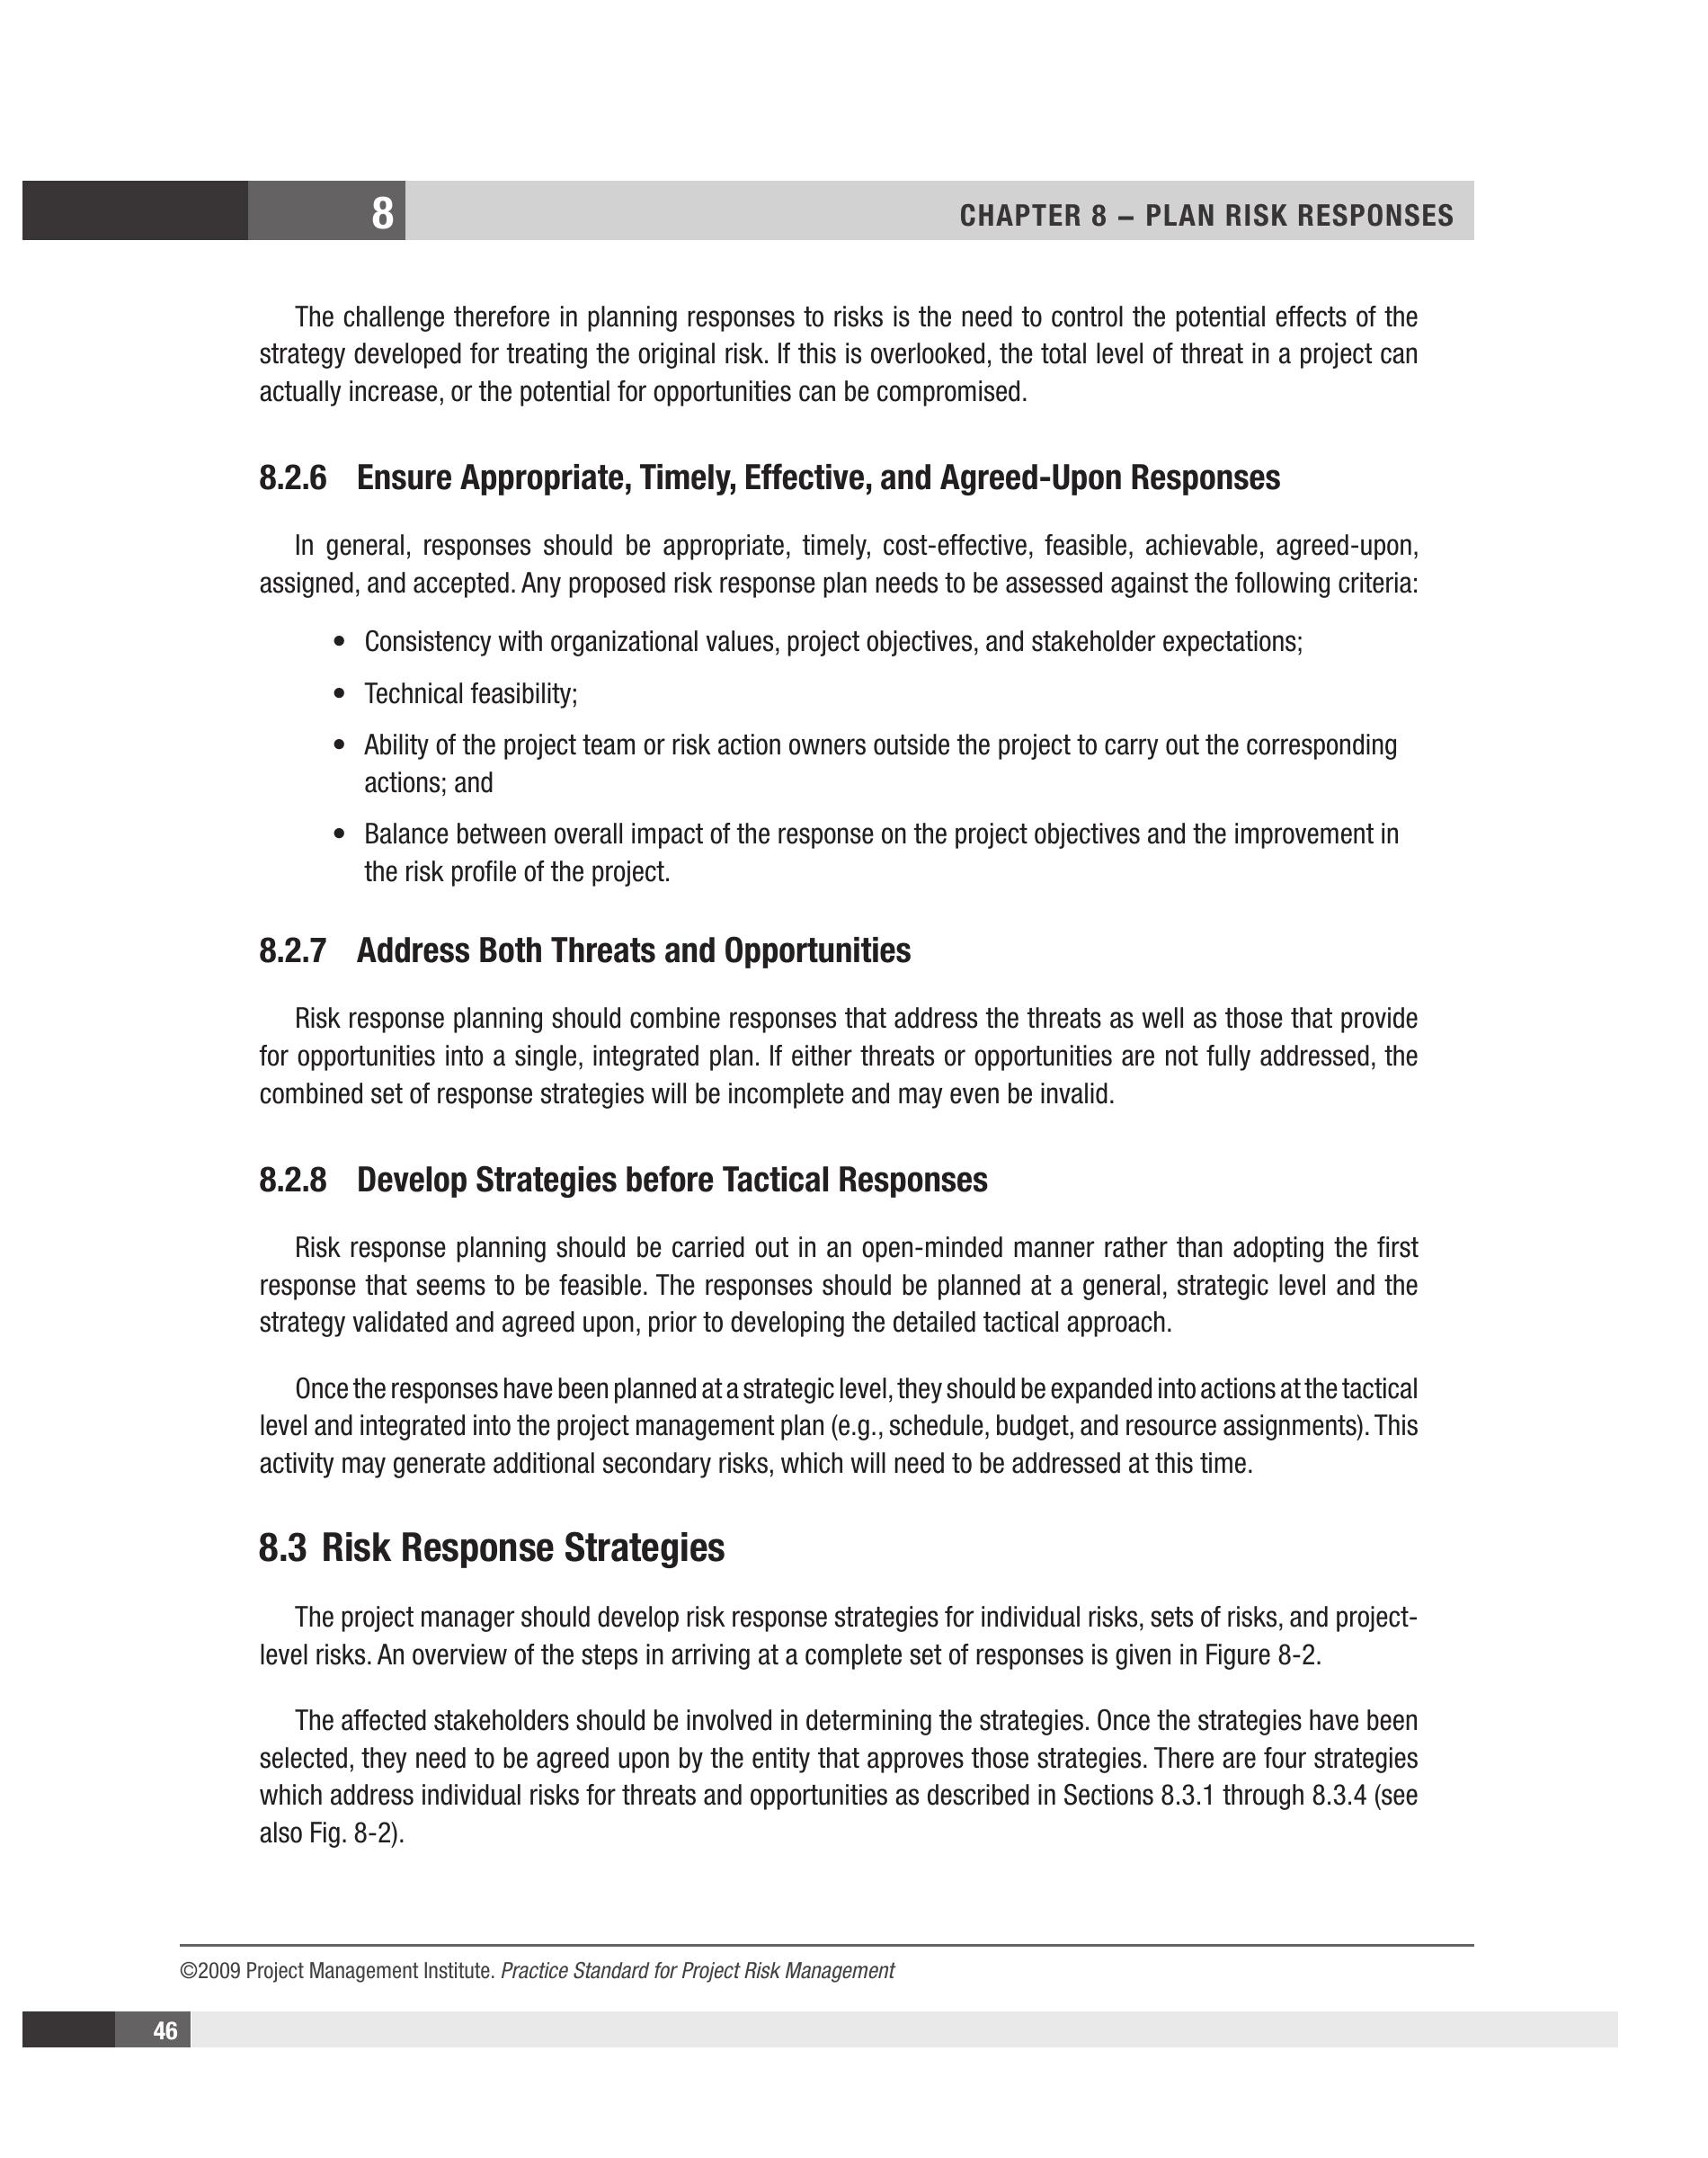 8
CHAPTER 8 – PLAN RISK RESPONSES
The challenge therefore in planning responses to risks is the need to control the potential effects of the
strategy developed for treating the original risk. If this is overlooked, the total level of threat in a project can
actually increase, or the potential for opportunities can be compromised.
8.2.6 Ensure Appropriate, Timely, Effective, and Agreed-Upon Responses
In general, responses should be appropriate, timely, cost-effective, feasible, achievable, agreed-upon,
assigned, and accepted. Any proposed risk response plan needs to be assessed against the following criteria:
• Consistency with organizational values, project objectives, and stakeholder expectations;
• Technical feasibility;
• Ability of the project team or risk action owners outside the project to carry out the corresponding
actions; and
• Balance between overall impact of the response on the project objectives and the improvement in
the risk profile of the project.
8.2.7 Address Both Threats and Opportunities
Risk response planning should combine responses that address the threats as well as those that provide
for opportunities into a single, integrated plan. If either threats or opportunities are not fully addressed, the
combined set of response strategies will be incomplete and may even be invalid.
8.2.8 Develop Strategies before Tactical Responses
Risk response planning should be carried out in an open-minded manner rather than adopting the first
response that seems to be feasible. The responses should be planned at a general, strategic level and the
strategy validated and agreed upon, prior to developing the detailed tactical approach.
Once the responses have been planned at a strategic level, they should be expanded into actions at the tactical
level and integrated into the project management plan (e.g., schedule, budget, and resource assignments). This
activity may generate additional secondary risks, which will need to be addressed at this time.
8.3 Risk Response Strategies
The project manager should develop risk response strategies for individual risks, sets of risks, and project-
level risks. An overview of the steps in arriving at a complete set of responses is given in Figure 8-2.
The affected stakeholders should be involved in determining the strategies. Once the strategies have been
selected, they need to be agreed upon by the entity that approves those strategies. There are four strategies
which address individual risks for threats and opportunities as described in Sections 8.3.1 through 8.3.4 (see
also Fig. 8-2).
©2009 Project Management Institute. Practice Standard for Project Risk Management
46